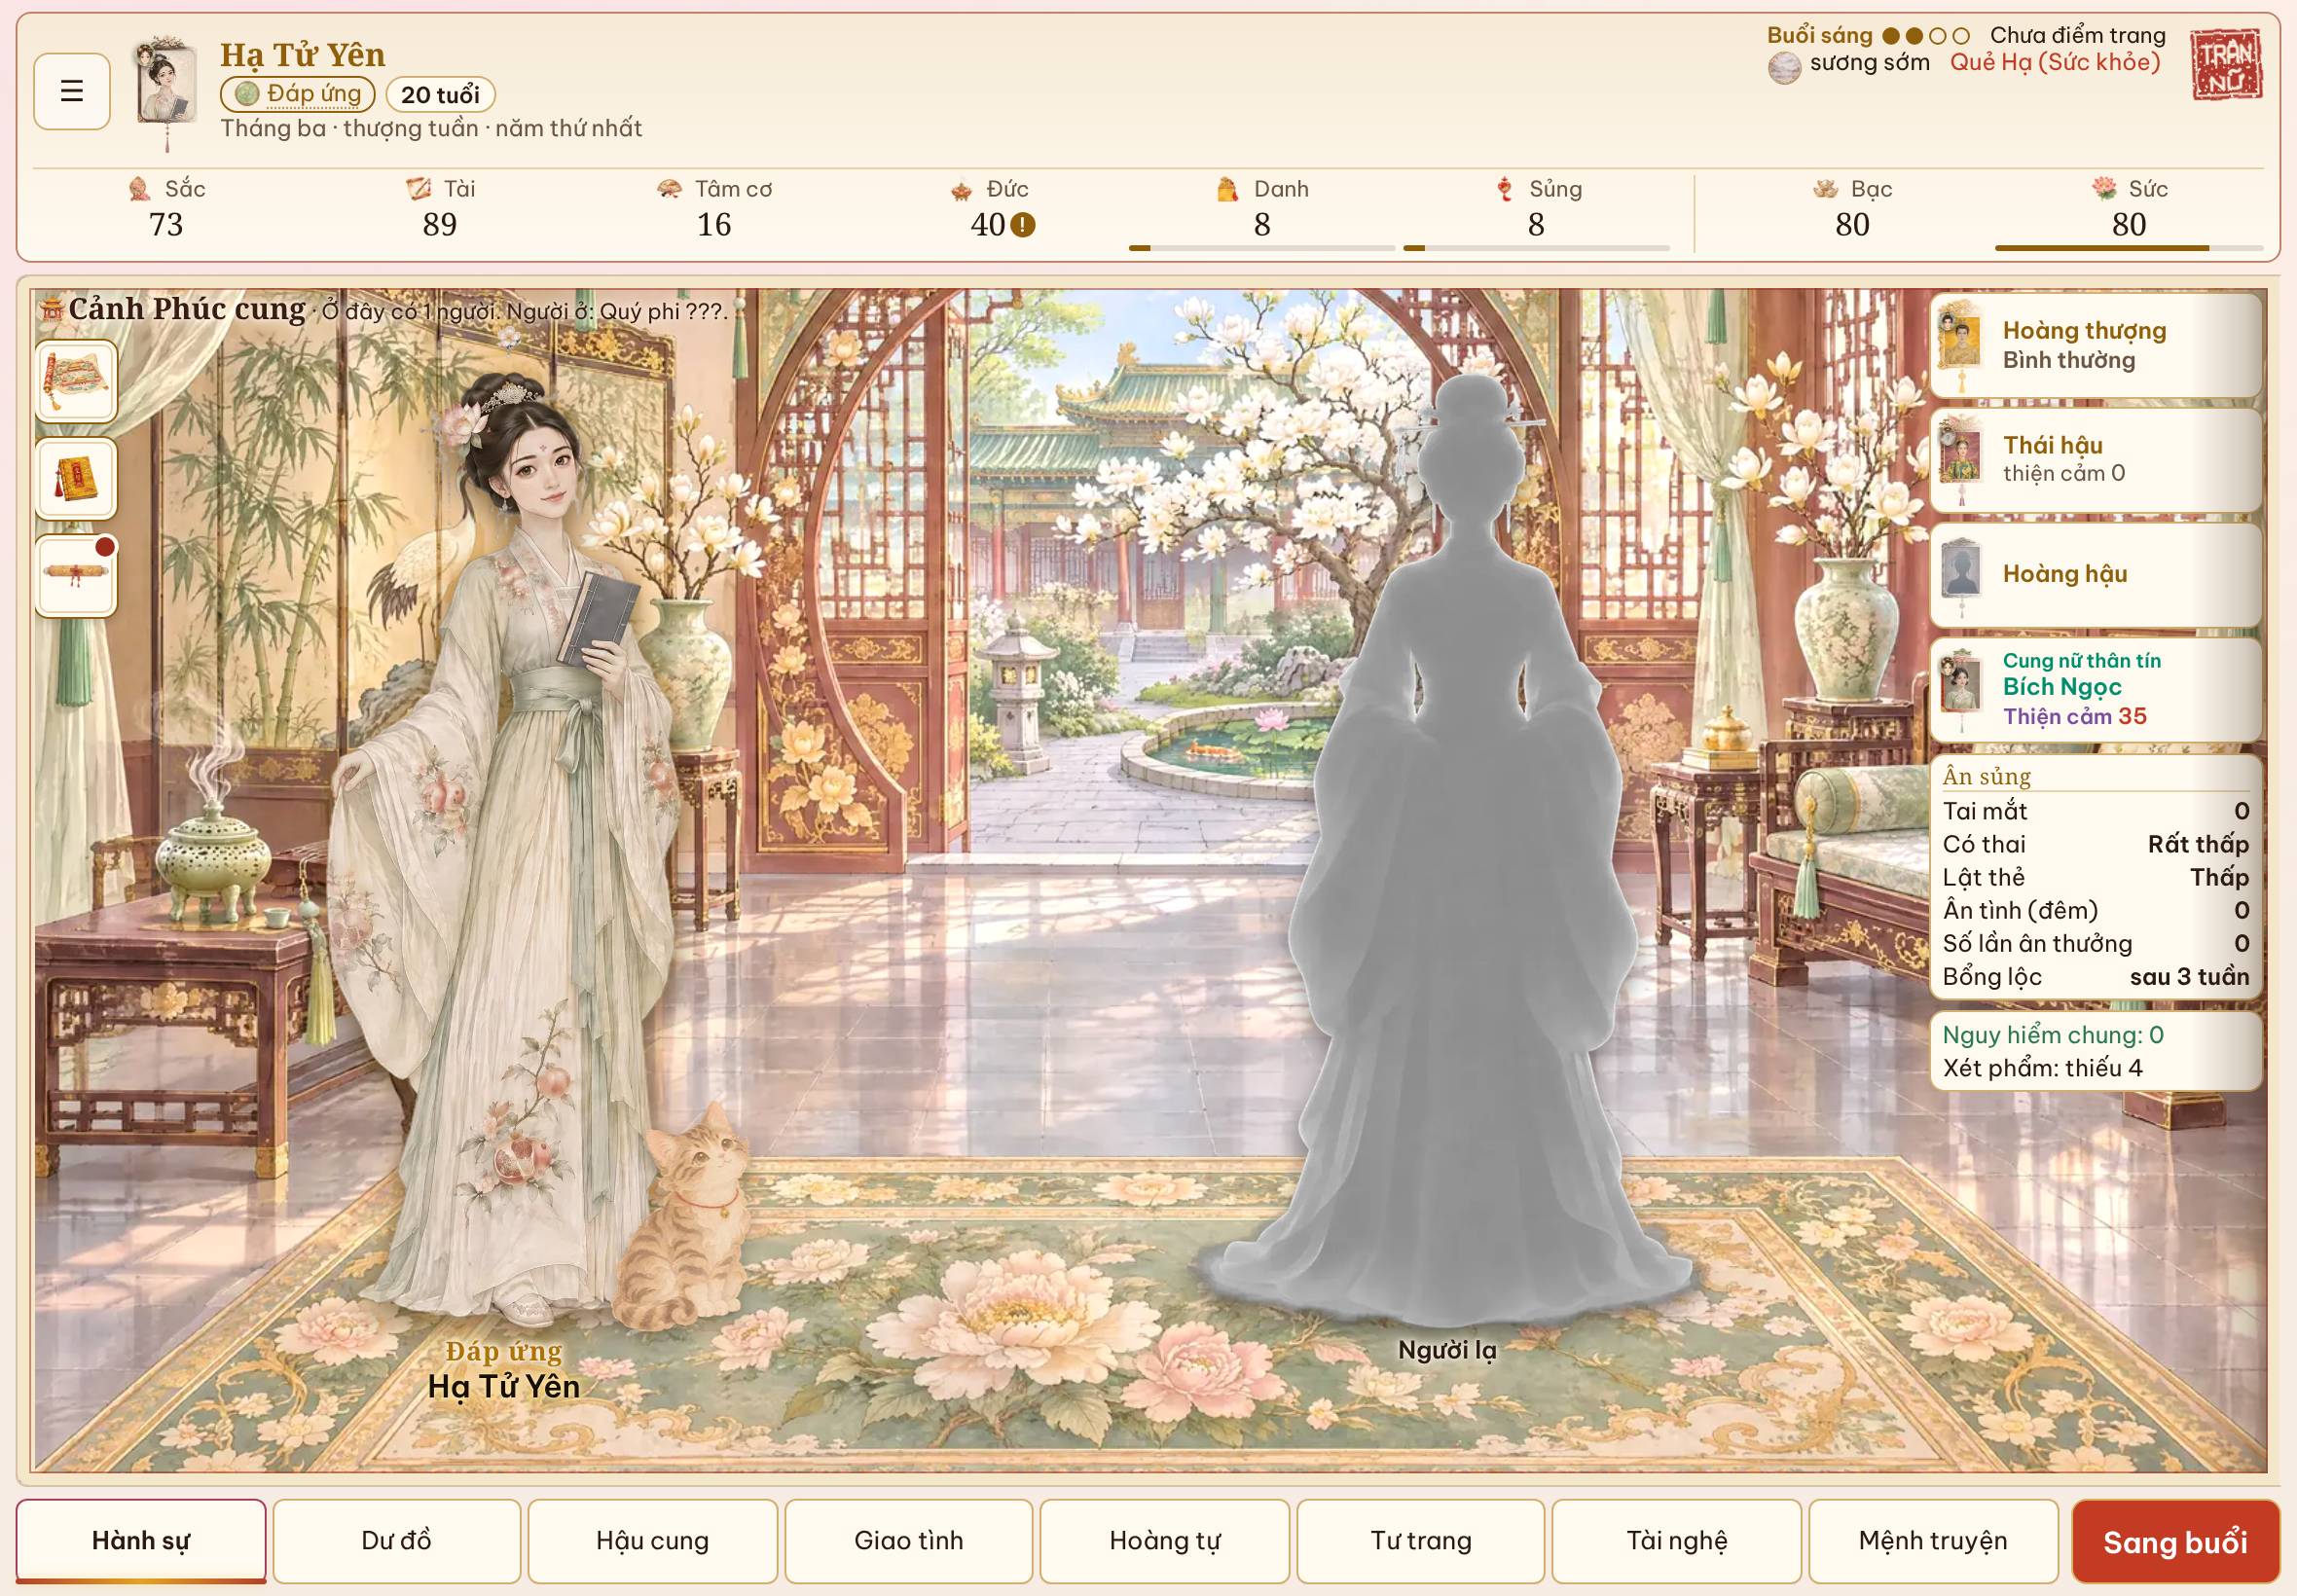 Hạ Tử Yên
Đáp ứng
20 tuổi
Tháng ba · thượng tuần · năm thứ nhất
Buổi sáng
Chưa điểm trang
sương sớm
Quẻ Hạ (Sức khỏe)
TRÂN
NỮ
Sắc
73
Tài
89
Tâm cơ
16
Đức
40
!
Danh
8
Sủng
8
Bạc
80
Sức
80
Cảnh Phúc cung · Ở đây có 1 người. Người ở: Quý phi ???.
Hoàng thượng
Bình thường
Thái hậu
thiện cảm 0
Hoàng hậu
Cung nữ thân tín
Bích Ngọc
Thiện cảm 35
Ân sủng
Tai mắt 0
Có thai Rất thấp
Lật thẻ Thấp
Ân tình (đêm) 0
Số lần ân thưởng 0
Bổng lộc sau 3 tuần
Nguy hiểm chung: 0
Xét phẩm: thiếu 4
Đáp ứng
Hạ Tử Yên
Người lạ
Hành sự
Dư đồ
Hậu cung
Giao tình
Hoàng tự
Tư trang
Tài nghệ
Mệnh truyện
Sang buổi